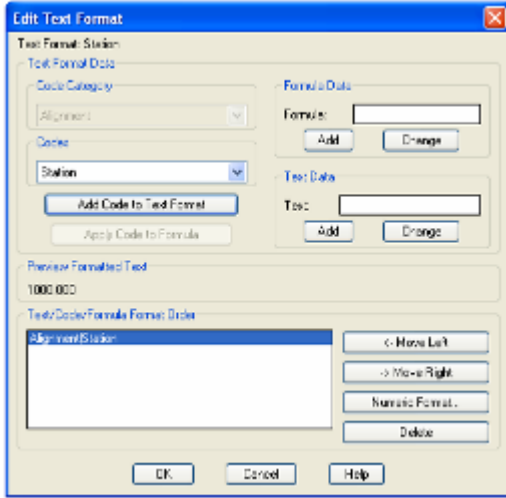 Edit Text Format
Text Format: Station
Text Format Data
Code Category
Alignment
Codes
Station
Add Code to Text Format
Apply Code to Formula
Formula Data
Formula:
Add Change
Text Data
Text:
Add Change
Preview Formatted Text
1000.000
Text/Code/Formula Format Order
Alignment|Station
<- Move Left
-> Move Right
Numeric Format...
Delete
OK Cancel Help